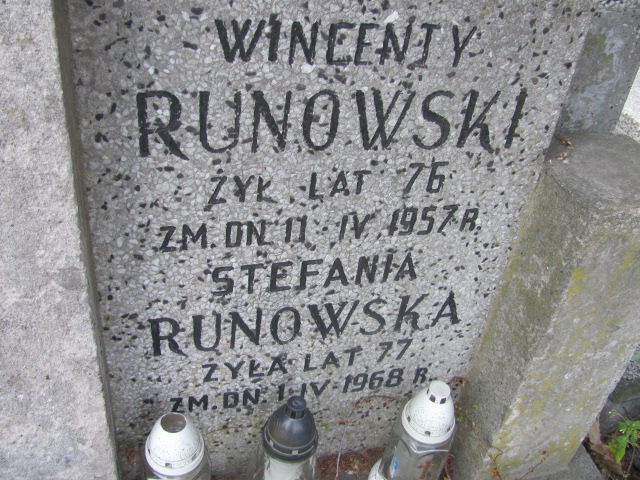 WINCENTY
RUNOWSKI
ŻYŁ LAT 76
ZM. DN. 11 · IV 1957 R.
STEFANIA
RUNOWSKA
ŻYŁA LAT 77
ZM. DN. 1 · IV · 1968 R.